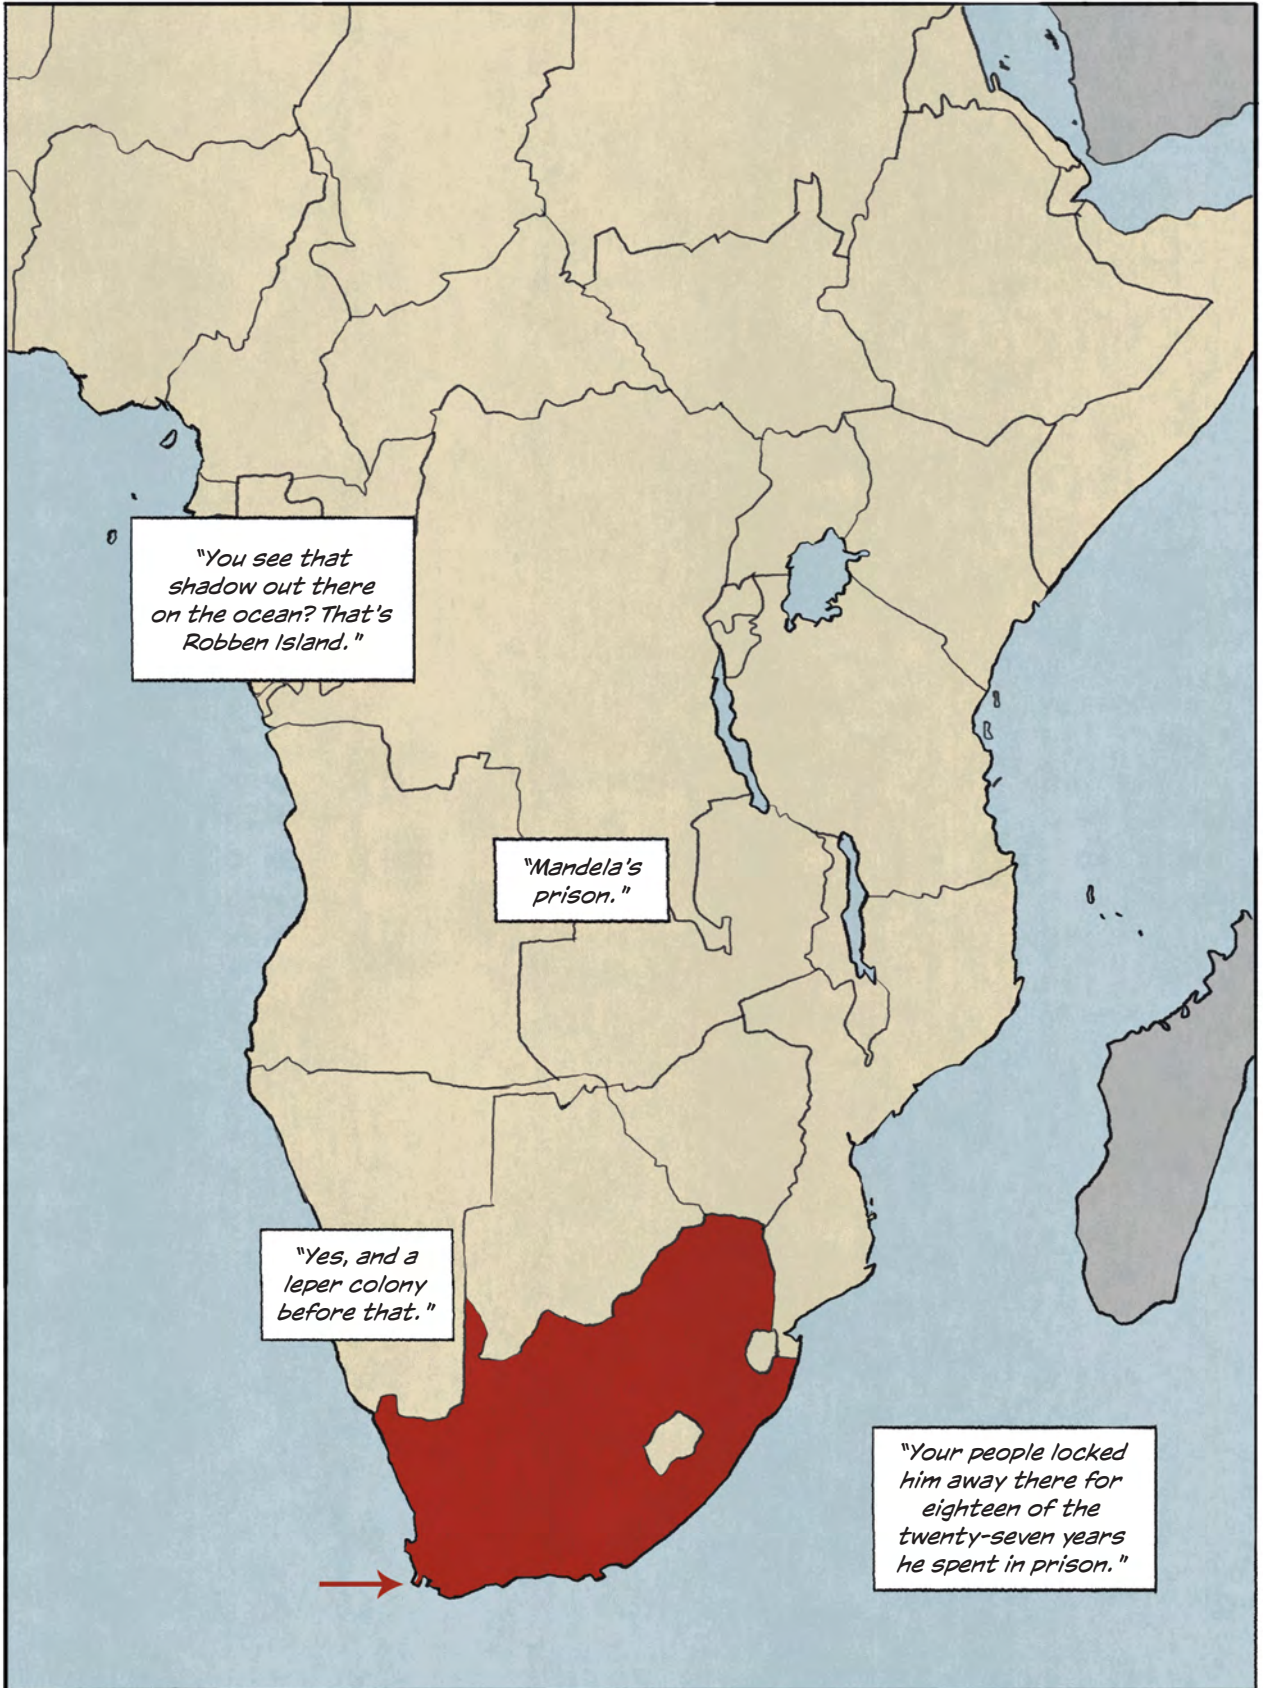 "You see that
shadow out there
on the ocean? That's
Robben Island."
"Mandela's
prison."
"Yes, and a
leper colony
before that."
"Your people locked
him away there for
eighteen of the
twenty-seven years
he spent in prison."